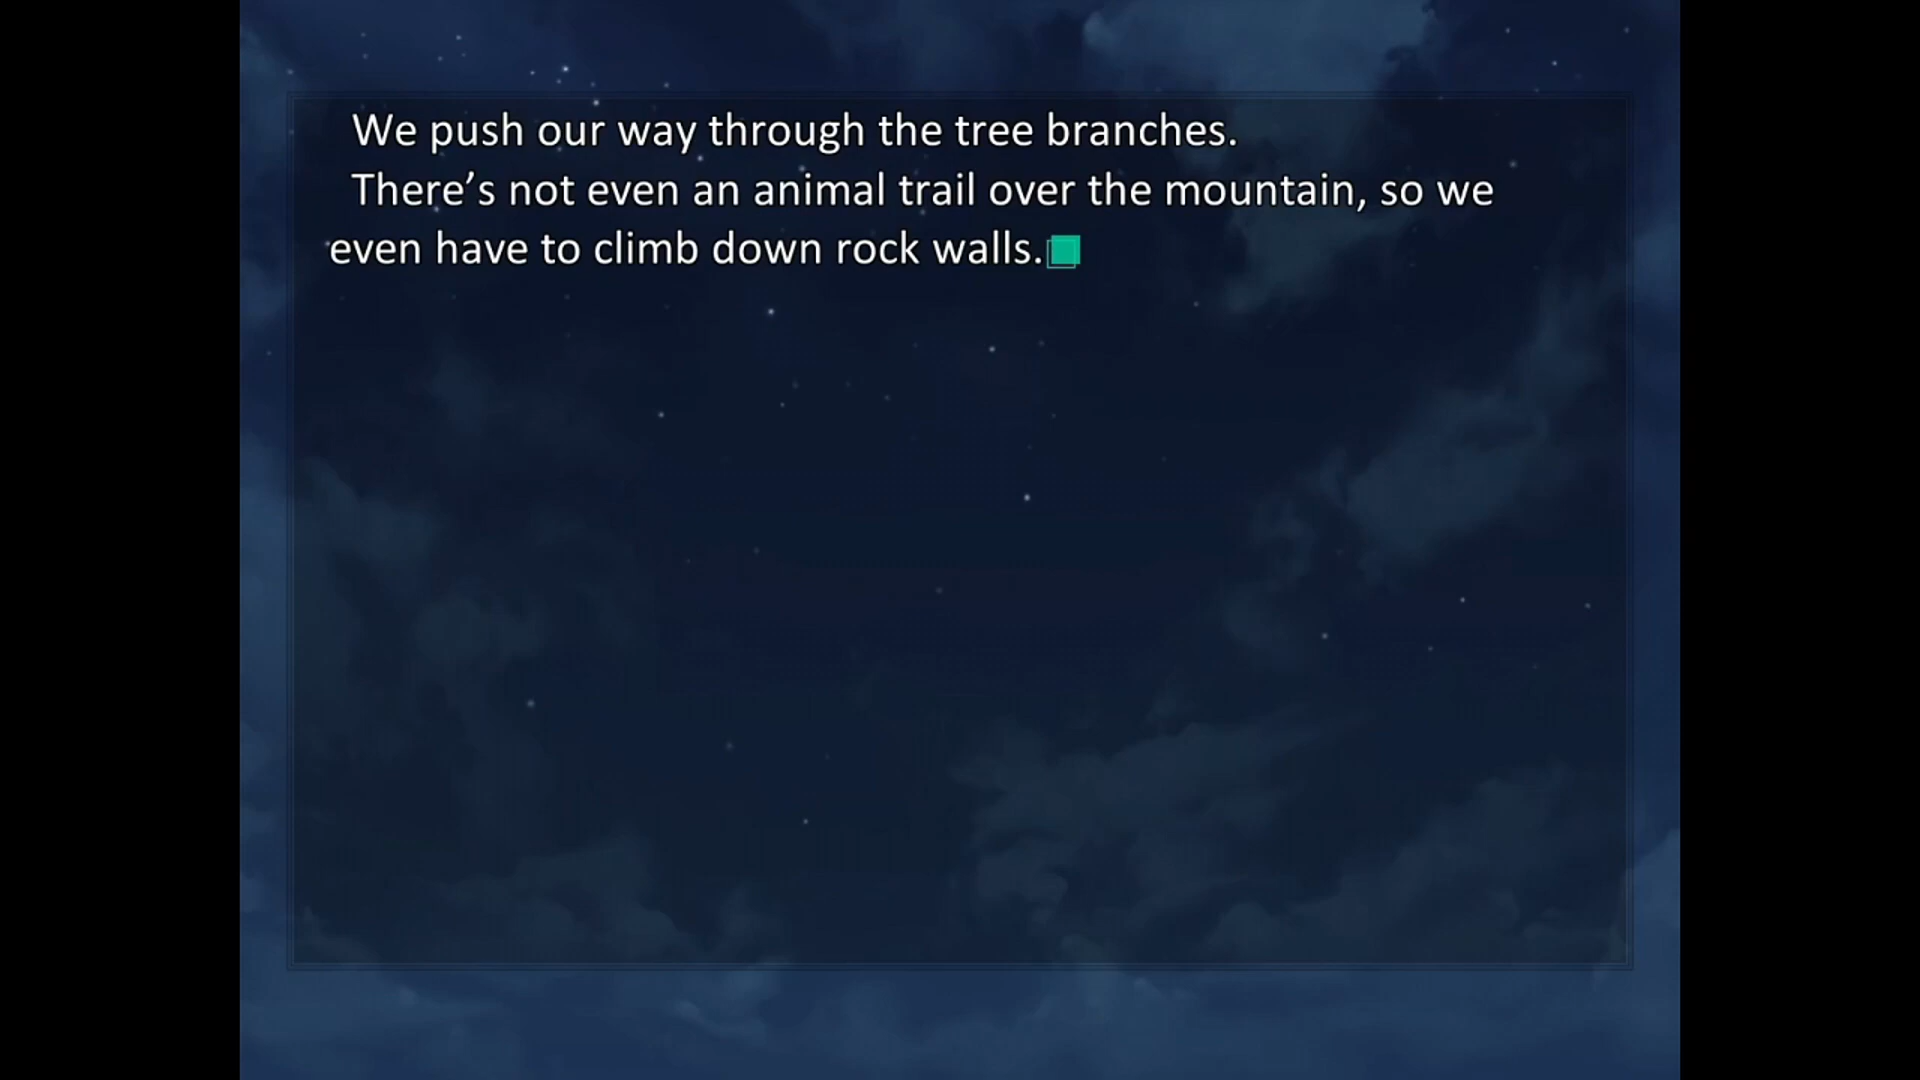 We push our way through the tree branches.
There’s not even an animal trail over the mountain, so we
even have to climb down rock walls.